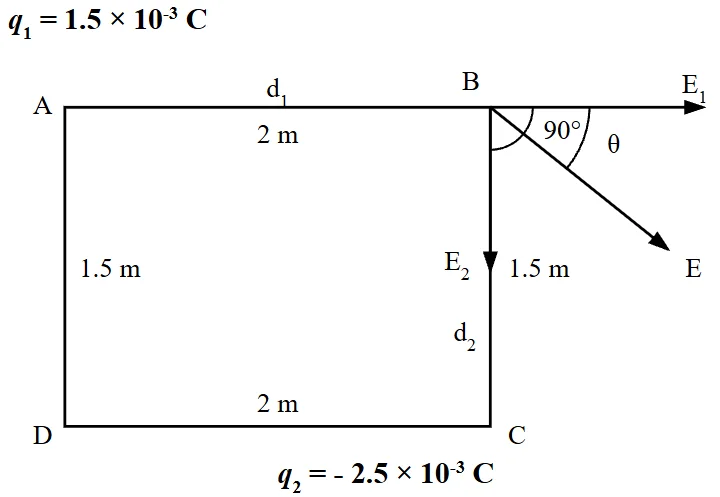 q₁ = 1.5 × 10⁻³ C
A
d₁
B
E₁
2 m
90°
θ
1.5 m
E₂
1.5 m
E
d₂
2 m
D
C
q₂ = - 2.5 × 10⁻³ C